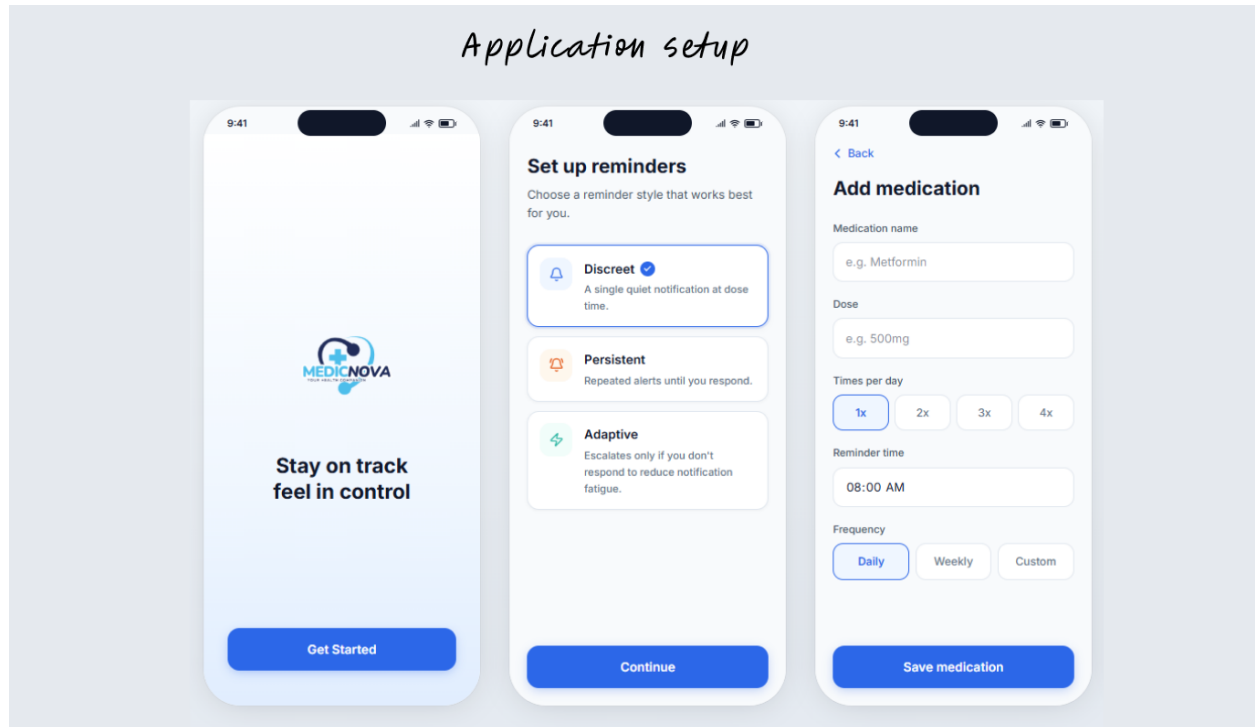 Application setup
9:41
MEDICNOVA
YOUR HEALTH COMPANION
Stay on track
feel in control
Get Started
9:41
Set up reminders
Choose a reminder style that works best
for you.
Discreet
A single quiet notification at dose
time.
Persistent
Repeated alerts until you respond.
Adaptive
Escalates only if you don't
respond to reduce notification
fatigue.
Continue
9:41
Back
Add medication
Medication name
e.g. Metformin
Dose
e.g. 500mg
Times per day
1x 2x 3x 4x
Reminder time
08:00 AM
Frequency
Daily Weekly Custom
Save medication